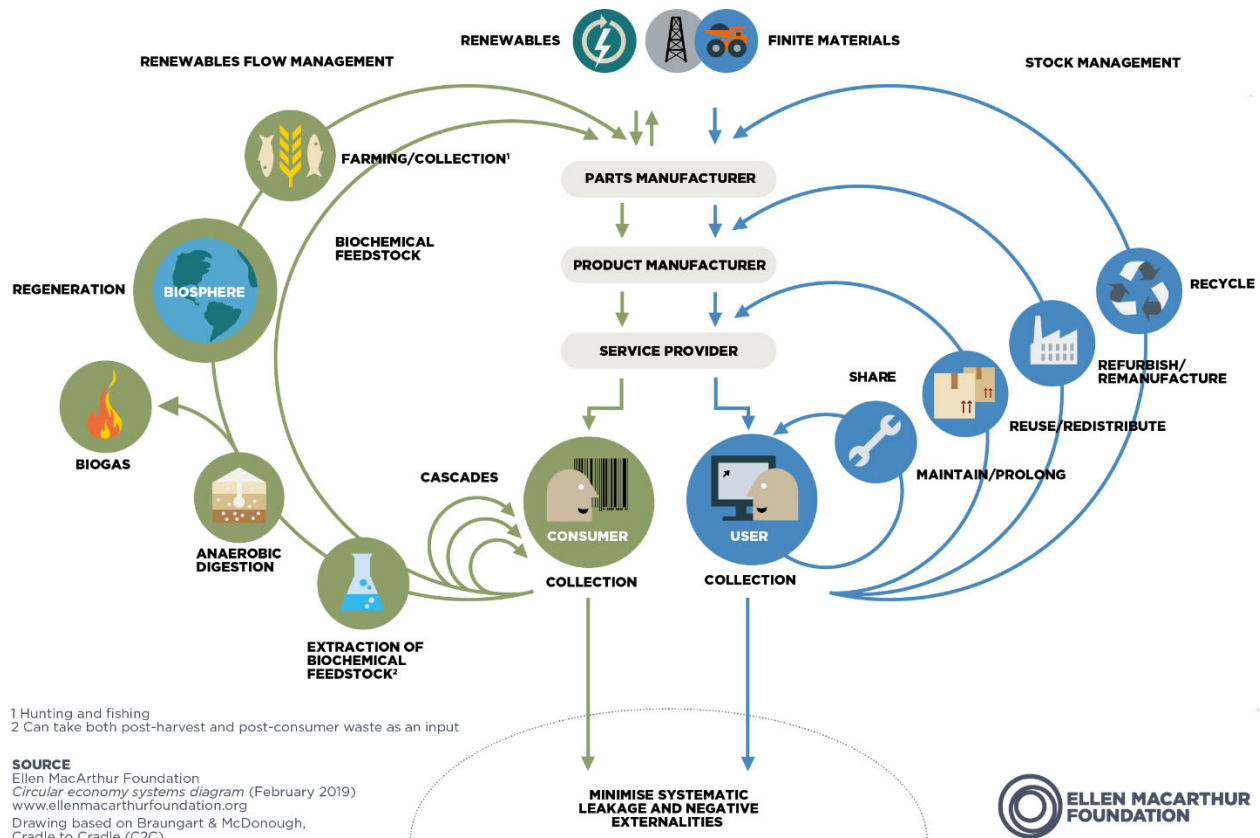 RENEWABLES
FINITE MATERIALS
RENEWABLES FLOW MANAGEMENT
STOCK MANAGEMENT
FARMING/COLLECTION¹
PARTS MANUFACTURER
BIOCHEMICAL
FEEDSTOCK
PRODUCT MANUFACTURER
REGENERATION
BIOSPHERE
RECYCLE
SERVICE PROVIDER
REFURBISH/
REMANUFACTURE
SHARE
REUSE/REDISTRIBUTE
BIOGAS
CASCADES
MAINTAIN/PROLONG
CONSUMER
USER
ANAEROBIC
DIGESTION
COLLECTION
COLLECTION
EXTRACTION OF
BIOCHEMICAL
FEEDSTOCK²
1 Hunting and fishing
2 Can take both post-harvest and post-consumer waste as an input
SOURCE
Ellen MacArthur Foundation
Circular economy systems diagram (February 2019)
www.ellenmacarthurfoundation.org
Drawing based on Braungart & McDonough,
Cradle to Cradle (C2C)
MINIMISE SYSTEMATIC
LEAKAGE AND NEGATIVE
EXTERNALITIES
ELLEN MACARTHUR
FOUNDATION